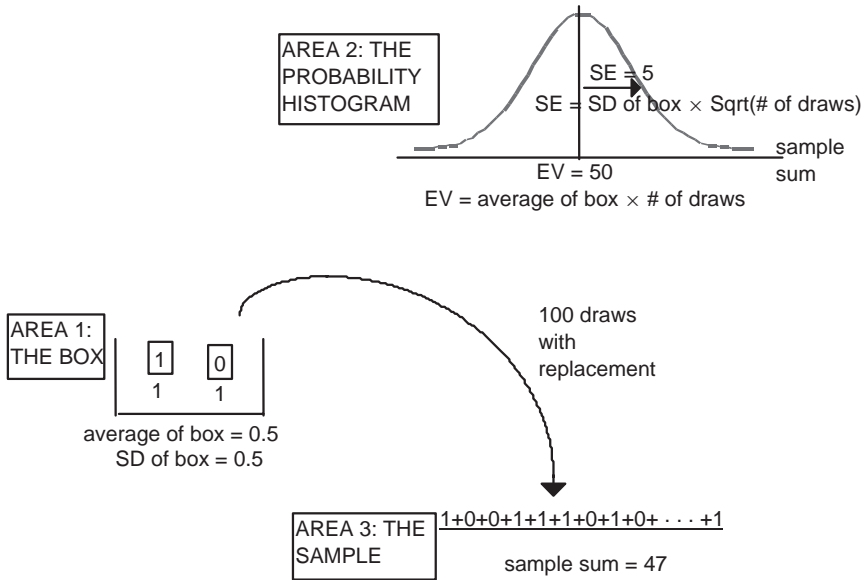 AREA 2: THE
PROBABILITY
HISTOGRAM
SE = 5
SE = SD of box × Sqrt(# of draws)
sample
sum
EV = 50
EV = average of box × # of draws
AREA 1:
THE BOX
1 0
1 1
average of box = 0.5
SD of box = 0.5
100 draws
with
replacement
AREA 3: THE
SAMPLE
1+0+0+1+1+1+0+1+0+ · · · +1
sample sum = 47